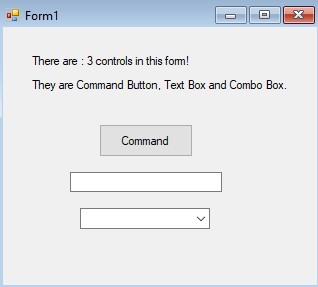 Form1
There are : 3 controls in this form!
They are Command Button, Text Box and Combo Box.
Command